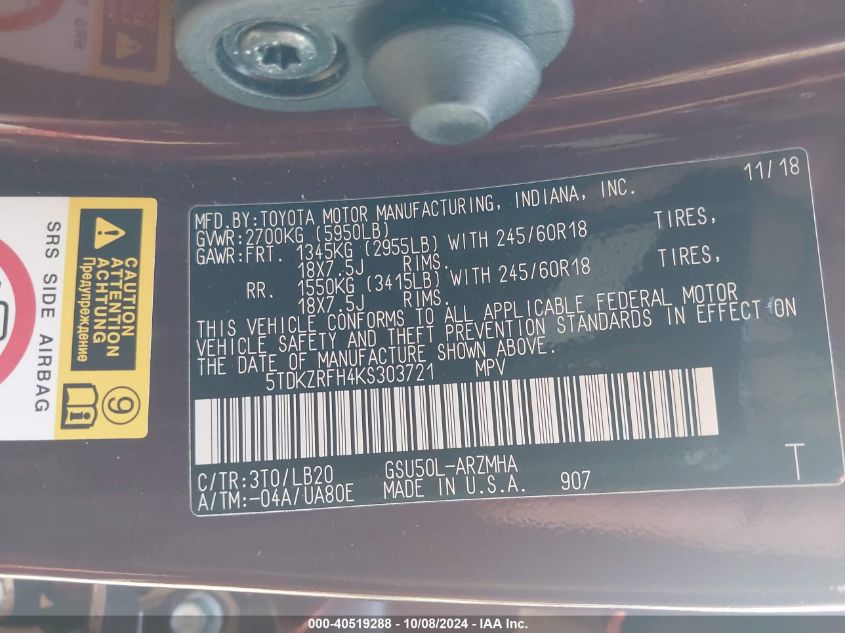 MFD.BY:TOYOTA MOTOR MANUFACTURING, INDIANA, INC. 11/18
GVWR:2700KG (5950LB)
GAWR:FRT. 1345KG (2955LB) WITH 245/60R18 TIRES,
18X7.5J RIMS.
RR. 1550KG (3415LB) WITH 245/60R18 TIRES,
18X7.5J RIMS.
THIS VEHICLE CONFORMS TO ALL APPLICABLE FEDERAL MOTOR
VEHICLE SAFETY AND THEFT PREVENTION STANDARDS IN EFFECT ON
THE DATE OF MANUFACTURE SHOWN ABOVE.
5TDKZRFH4KS303721 MPV
C/TR:3T0/LB20 GSU50L-ARZMHA
A/TM:-04A/UA80E MADE IN U.S.A. 907
T
SRS SIDE AIRBAG
CAUTION
ATTENTION
ACHTUNG
Предупреждение
9
000-40519288 - 10/08/2024 - IAA Inc.